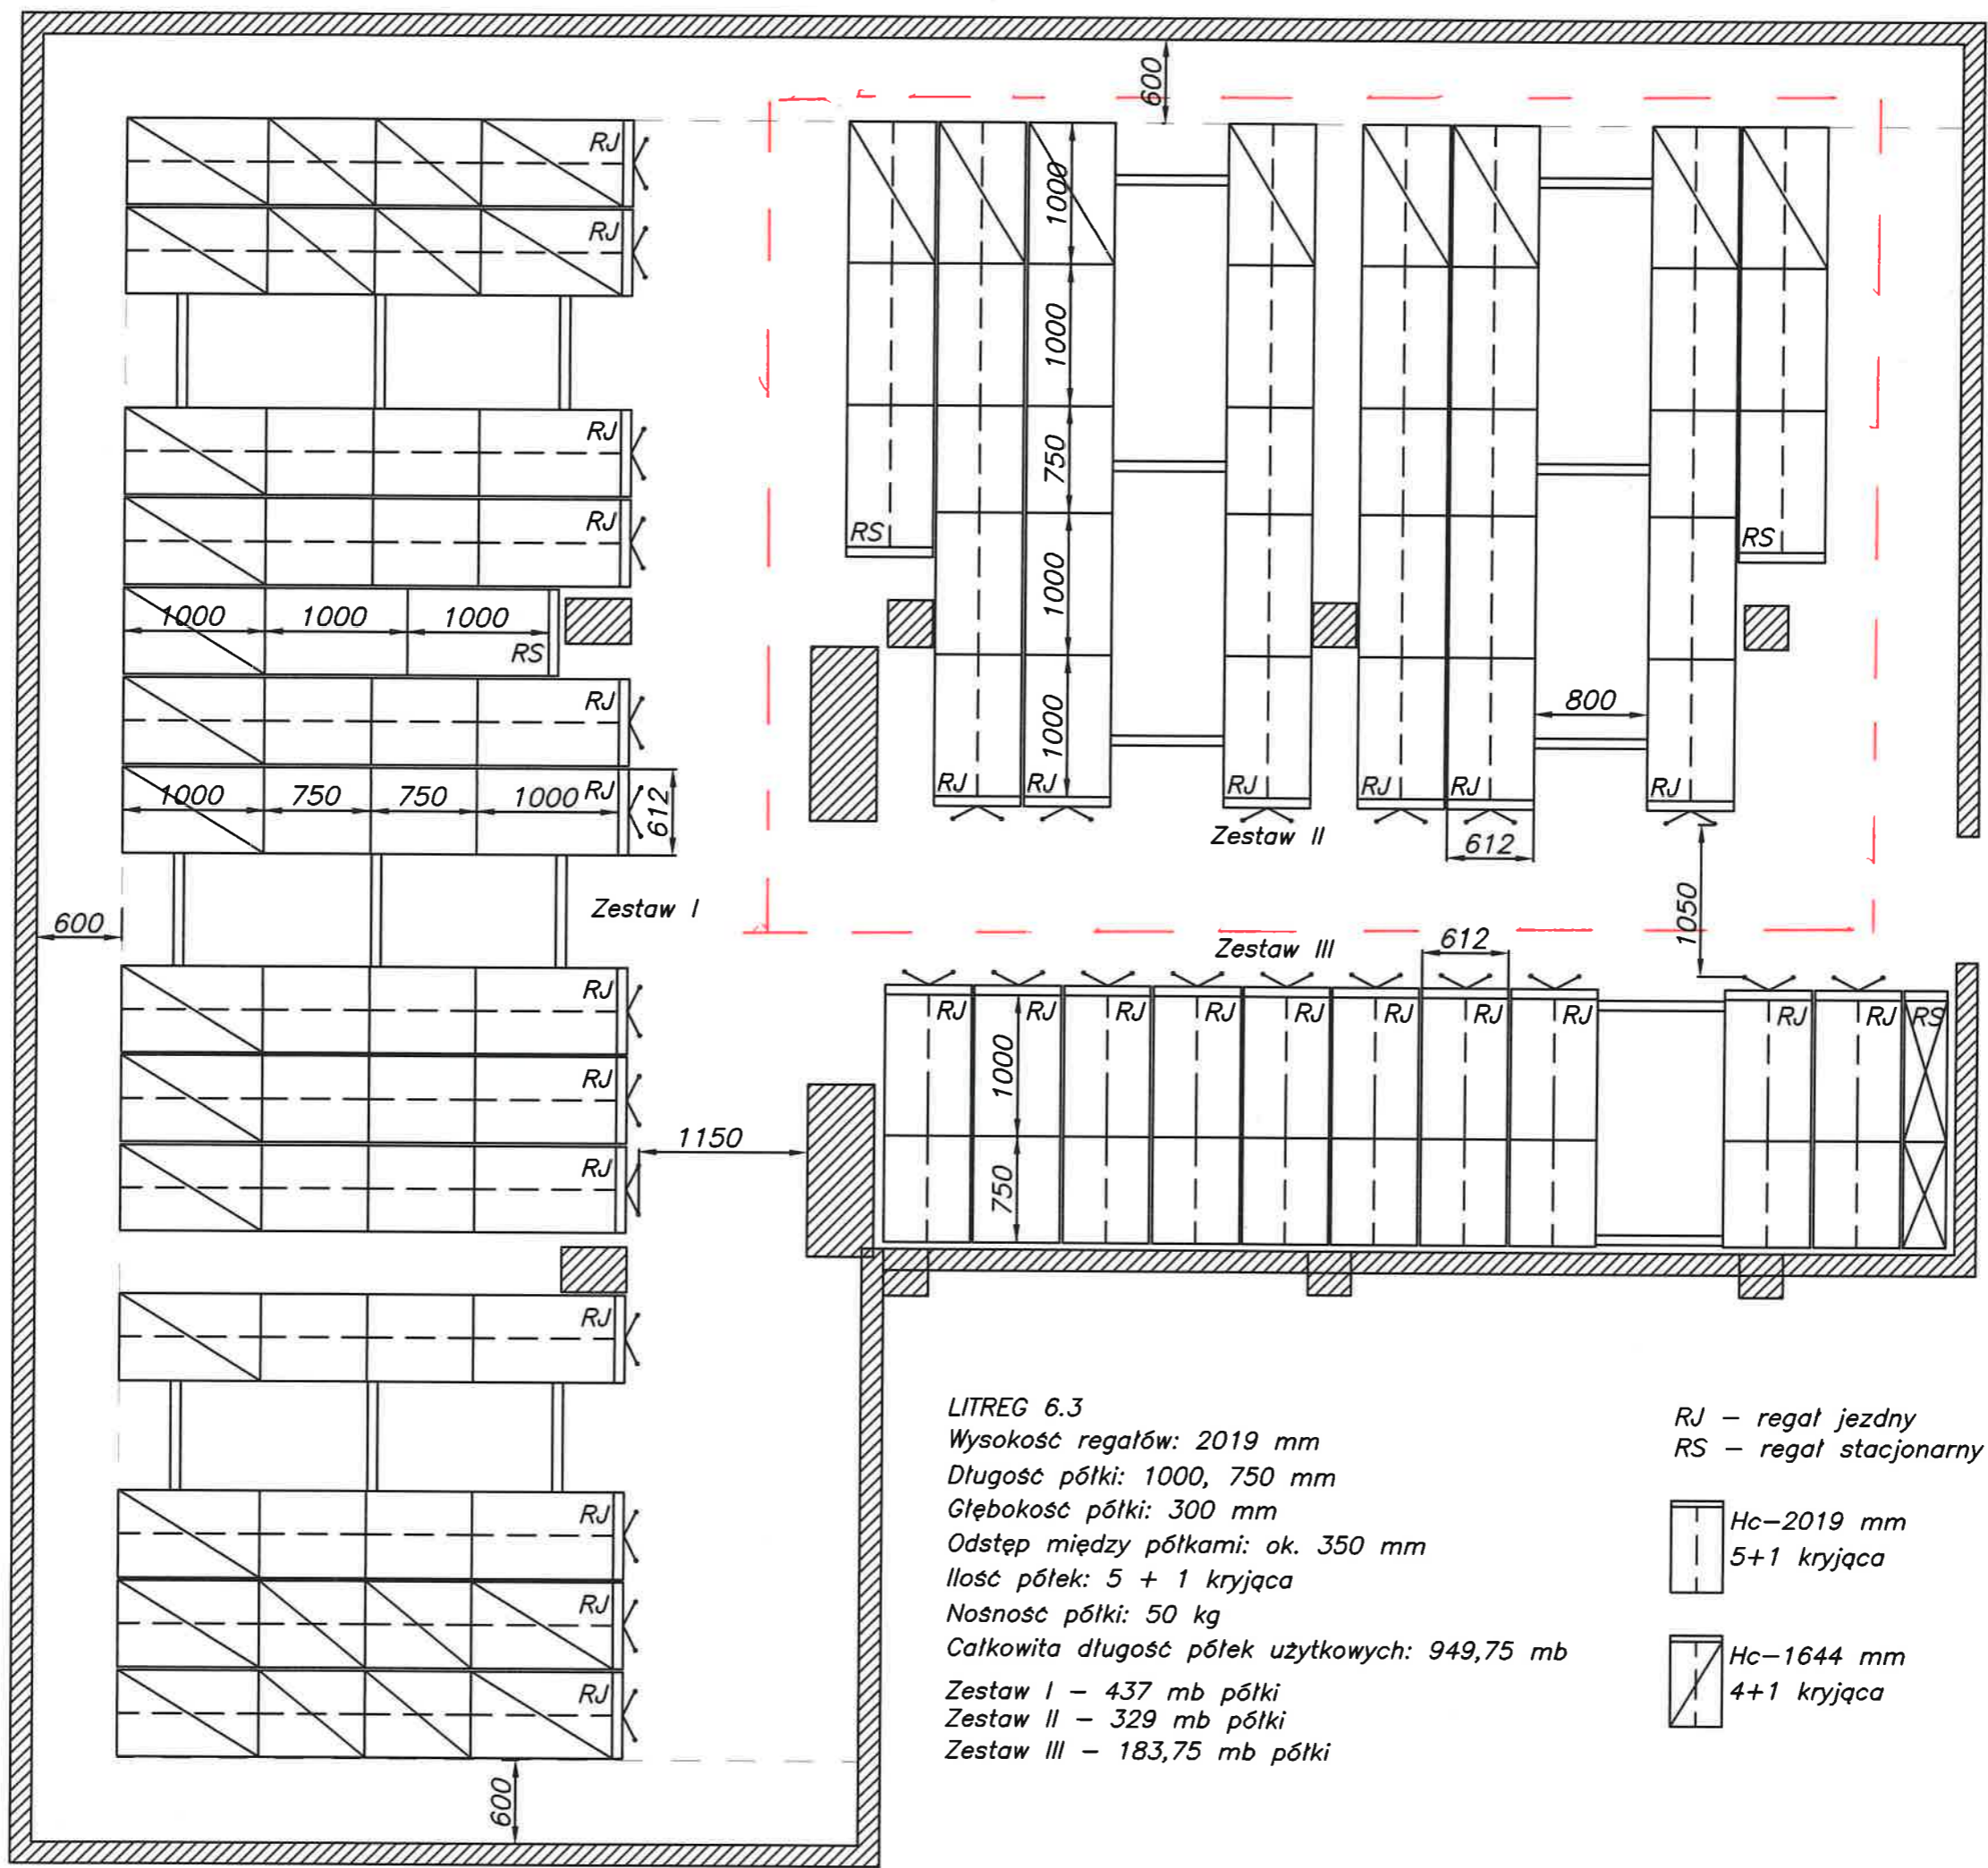 600
RJ
RJ
1000
RJ
1000
RJ
750
RS
RS
1000
1000
1000
RS
1000
RJ
1000
800
1000
750
750
1000
RJ
612
RJ
RJ
RJ
RJ
RJ
RJ
Zestaw II
612
600
Zestaw I
1050
Zestaw III
612
RJ
RJ
RJ
RJ
RJ
RJ
RJ
RJ
RJ
RJ
RJ
RS
1000
RJ
1150
750
RJ
RJ
LITREG 6.3
Wysokość regałów: 2019 mm
Długość półki: 1000, 750 mm
Głębokość półki: 300 mm
Odstęp między półkami: ok. 350 mm
Ilość półek: 5 + 1 kryjąca
Nośność półki: 50 kg
Całkowita długość półek użytkowych: 949,75 mb
Zestaw I – 437 mb półki
Zestaw II – 329 mb półki
Zestaw III – 183,75 mb półki
RJ – regał jezdny
RS – regał stacjonarny
Hc–2019 mm
5+1 kryjąca
Hc–1644 mm
4+1 kryjąca
RJ
RJ
RJ
600